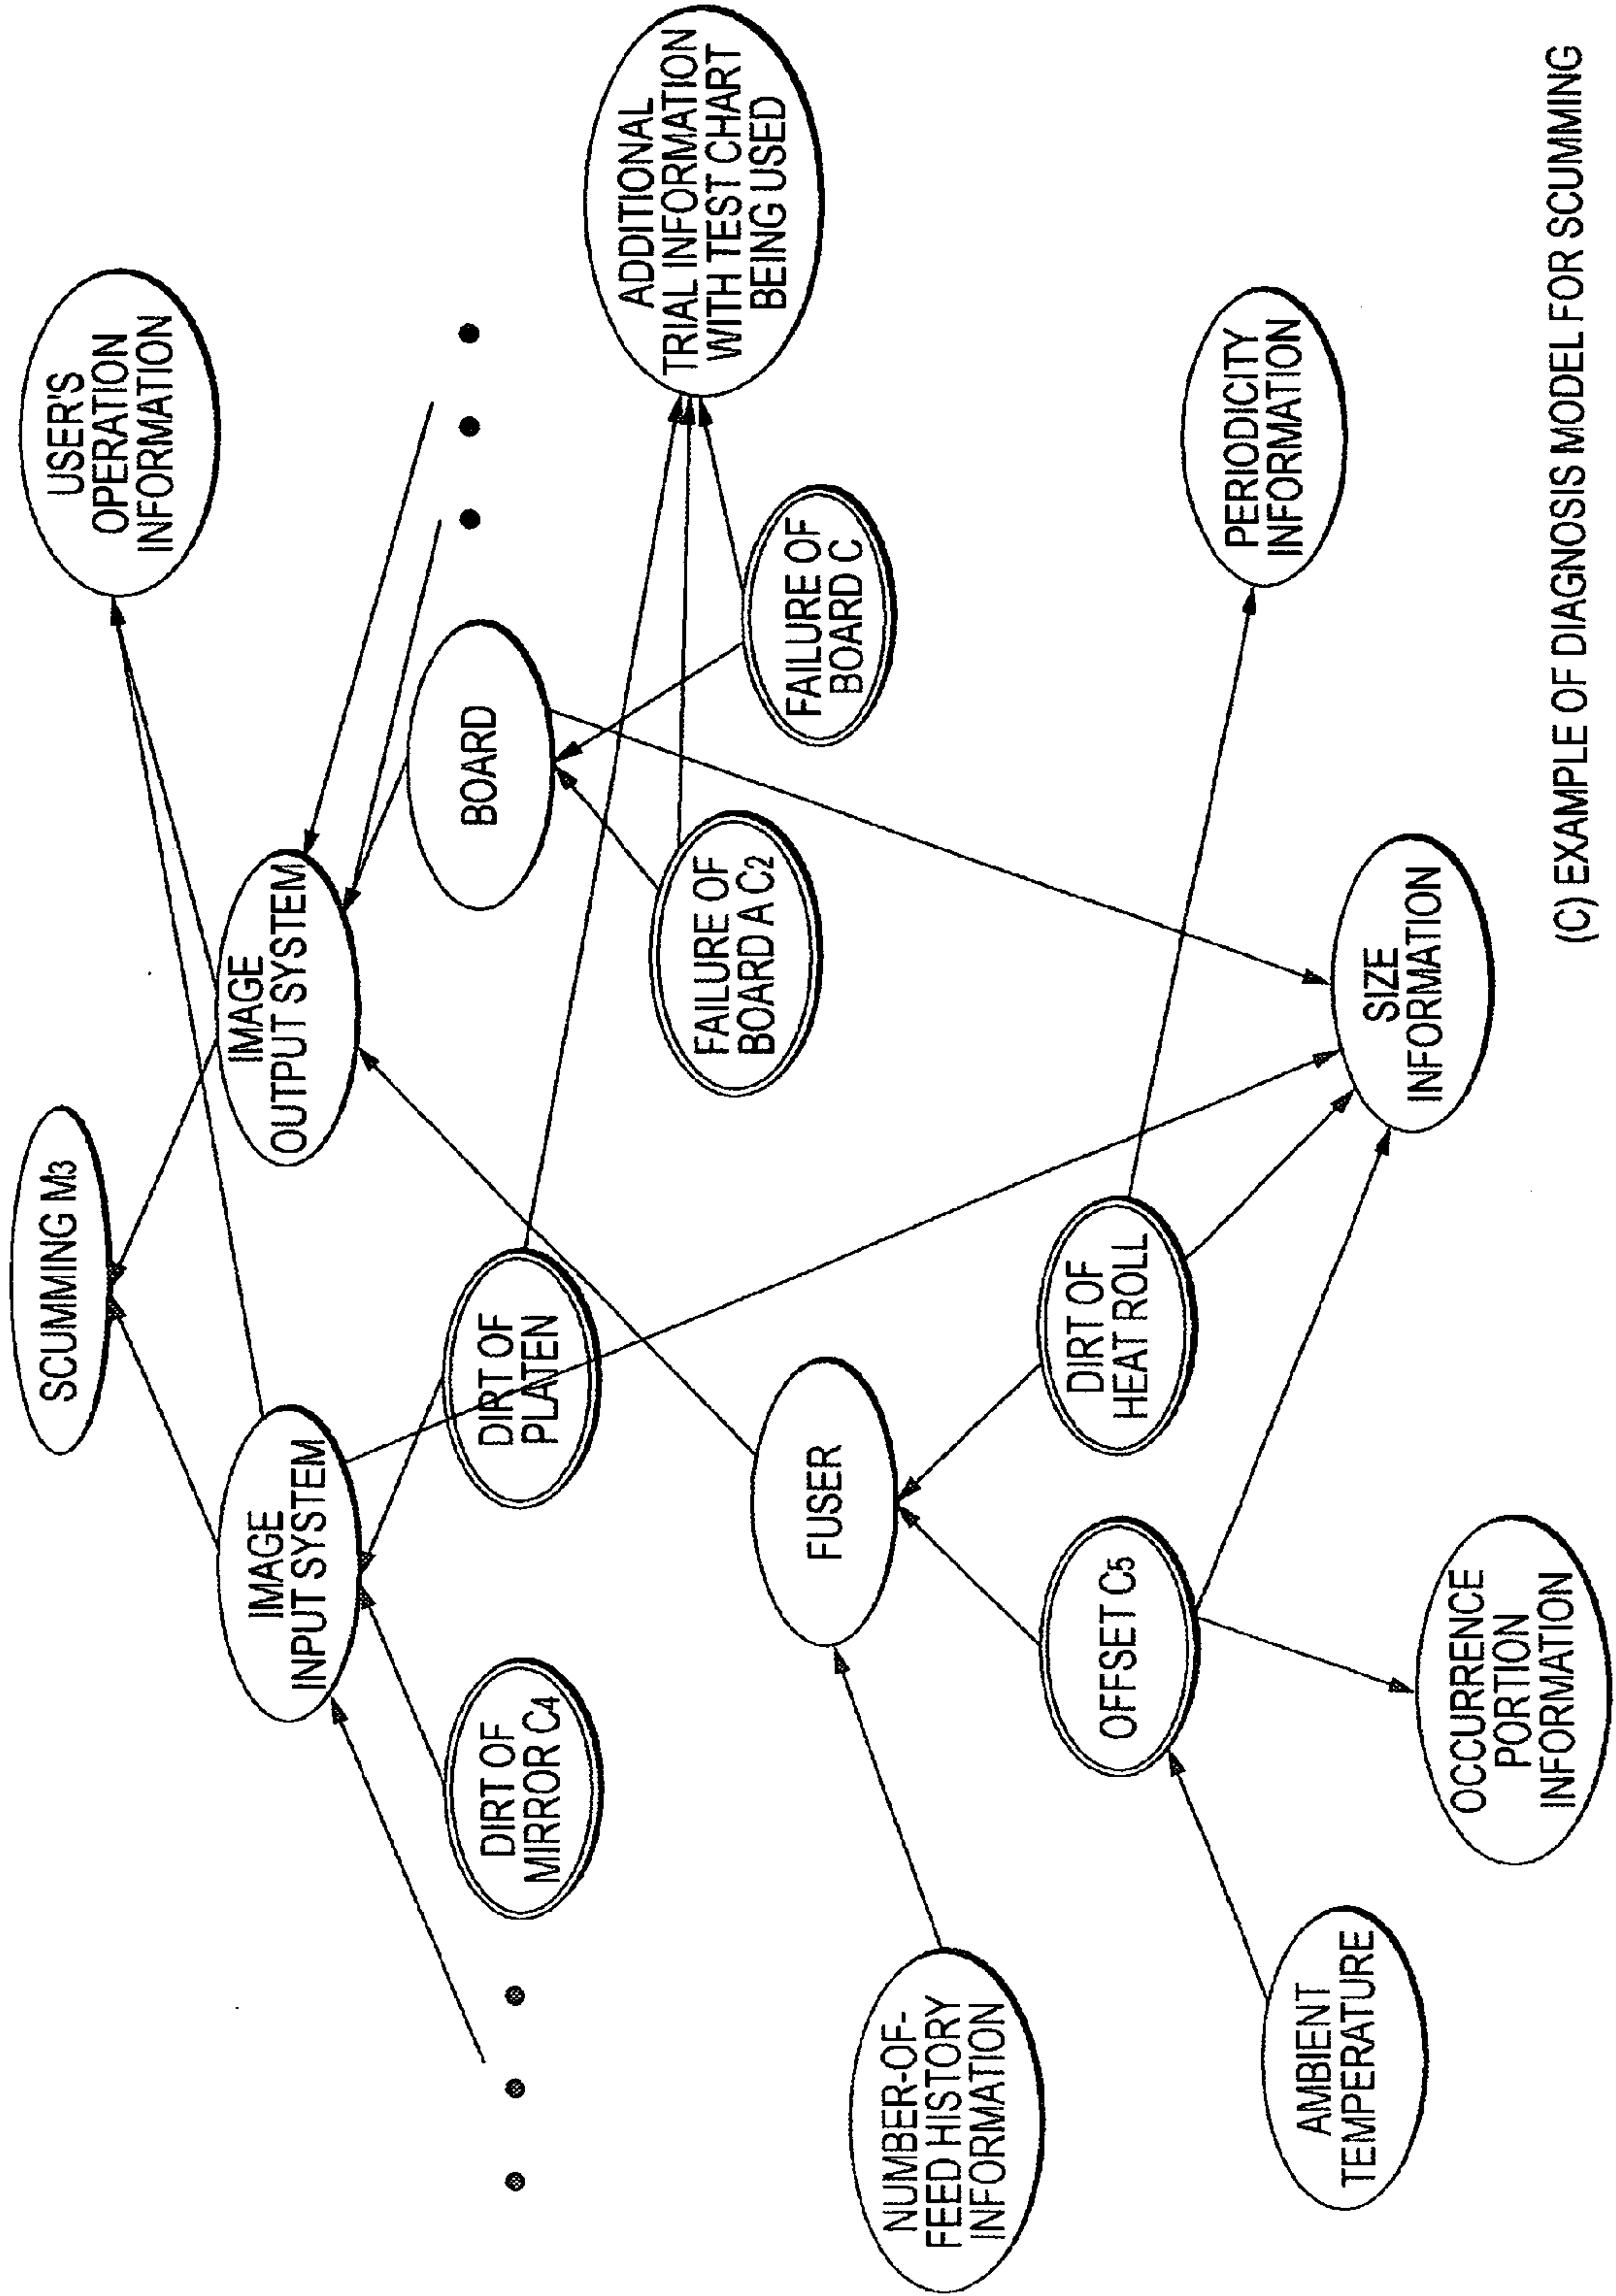 SCUMMING M3
USER'S
OPERATION
INFORMATION
IMAGE
INPUT SYSTEM
IMAGE
OUTPUT SYSTEM
DIRT OF
MIRROR C4
DIRT OF
PLATEN
BOARD
ADDITIONAL
TRIAL INFORMATION
WITH TEST CHART
BEING USED
FAILURE OF
BOARD A C2
FAILURE OF
BOARD C
NUMBER-OF-
FEED HISTORY
INFORMATION
FUSER
OFFSET C5
DIRT OF
HEAT ROLL
PERIODICITY
INFORMATION
AMBIENT
TEMPERATURE
OCCURRENCE
PORTION
INFORMATION
SIZE
INFORMATION
(C) EXAMPLE OF DIAGNOSIS MODEL FOR SCUMMING